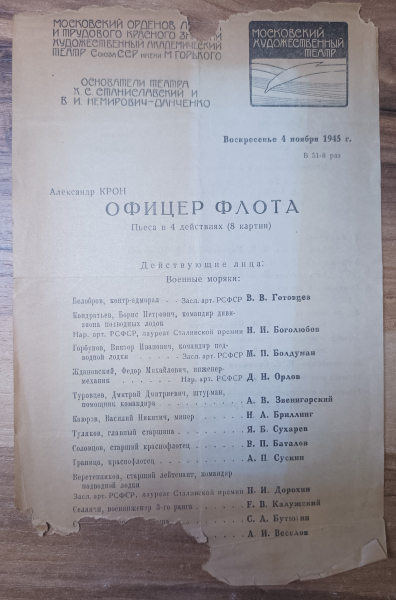 МОСКОВСКИЙ ОРДЕНОВ
И ТРУДОВОГО КРАСНОГО
ХУДОЖЕСТВЕННЫЙ АКАДЕМИЧЕСКИЙ
ТЕАТР СОЮЗА ССР ИМЕНИ М. ГОРЬКОГО
МОСКОВСКИЙ
ХУДОЖЕСТВЕННЫЙ
ТЕАТР
ОСНОВАТЕЛИ ТЕАТРА
К. С. СТАНИСЛАВСКИЙ И
В. И. НЕМИРОВИЧ-ДАНЧЕНКО
Воскресенье 4 ноября 1945 г.
В 51-й раз
Александр КРОН
ОФИЦЕР ФЛОТА
Пьеса в 4 действиях (8 картин)
Действующие лица:
Военные моряки:
Белобров, контр-адмирал . . Засл. арт. РСФСР В. В. Готовцев
Кондратьев, Борис Петрович, командир диви-
зиона подводных лодок
Нар. арт. РСФСР, лауреат Сталинской премии Н. И. Боголюбов
Горбунов, Виктор Иванович, командир под-
водной лодки . . . Засл. арт. РСФСР М. П. Болдуман
Ждановский, Федор Михайлович, инженер-
механик . . . Нар. арт. РСФСР Д. Н. Орлов
Туровцев, Дмитрий Дмитриевич, штурман,
помощник командира . . . А. В. Звенигорский
Каюров, Василий Никитич, минер . . . И. А. Бриллинг
Туляков, главный старшина . . . Я. Б. Сухарев
Соловцов, старший краснофлотец . . . В. П. Баталов
Границо, краснофлотец . . . А. П. Сускин
Веретенников, старший лейтенант, командир
подводной лодки
Засл. арт. РСФСР, лауреат Сталинской премии П. И. Дорохин
Селянин, военинженер 3-го ранга . . Е. В. Калужский
С. А. Бутюгин
А. И. Веселов